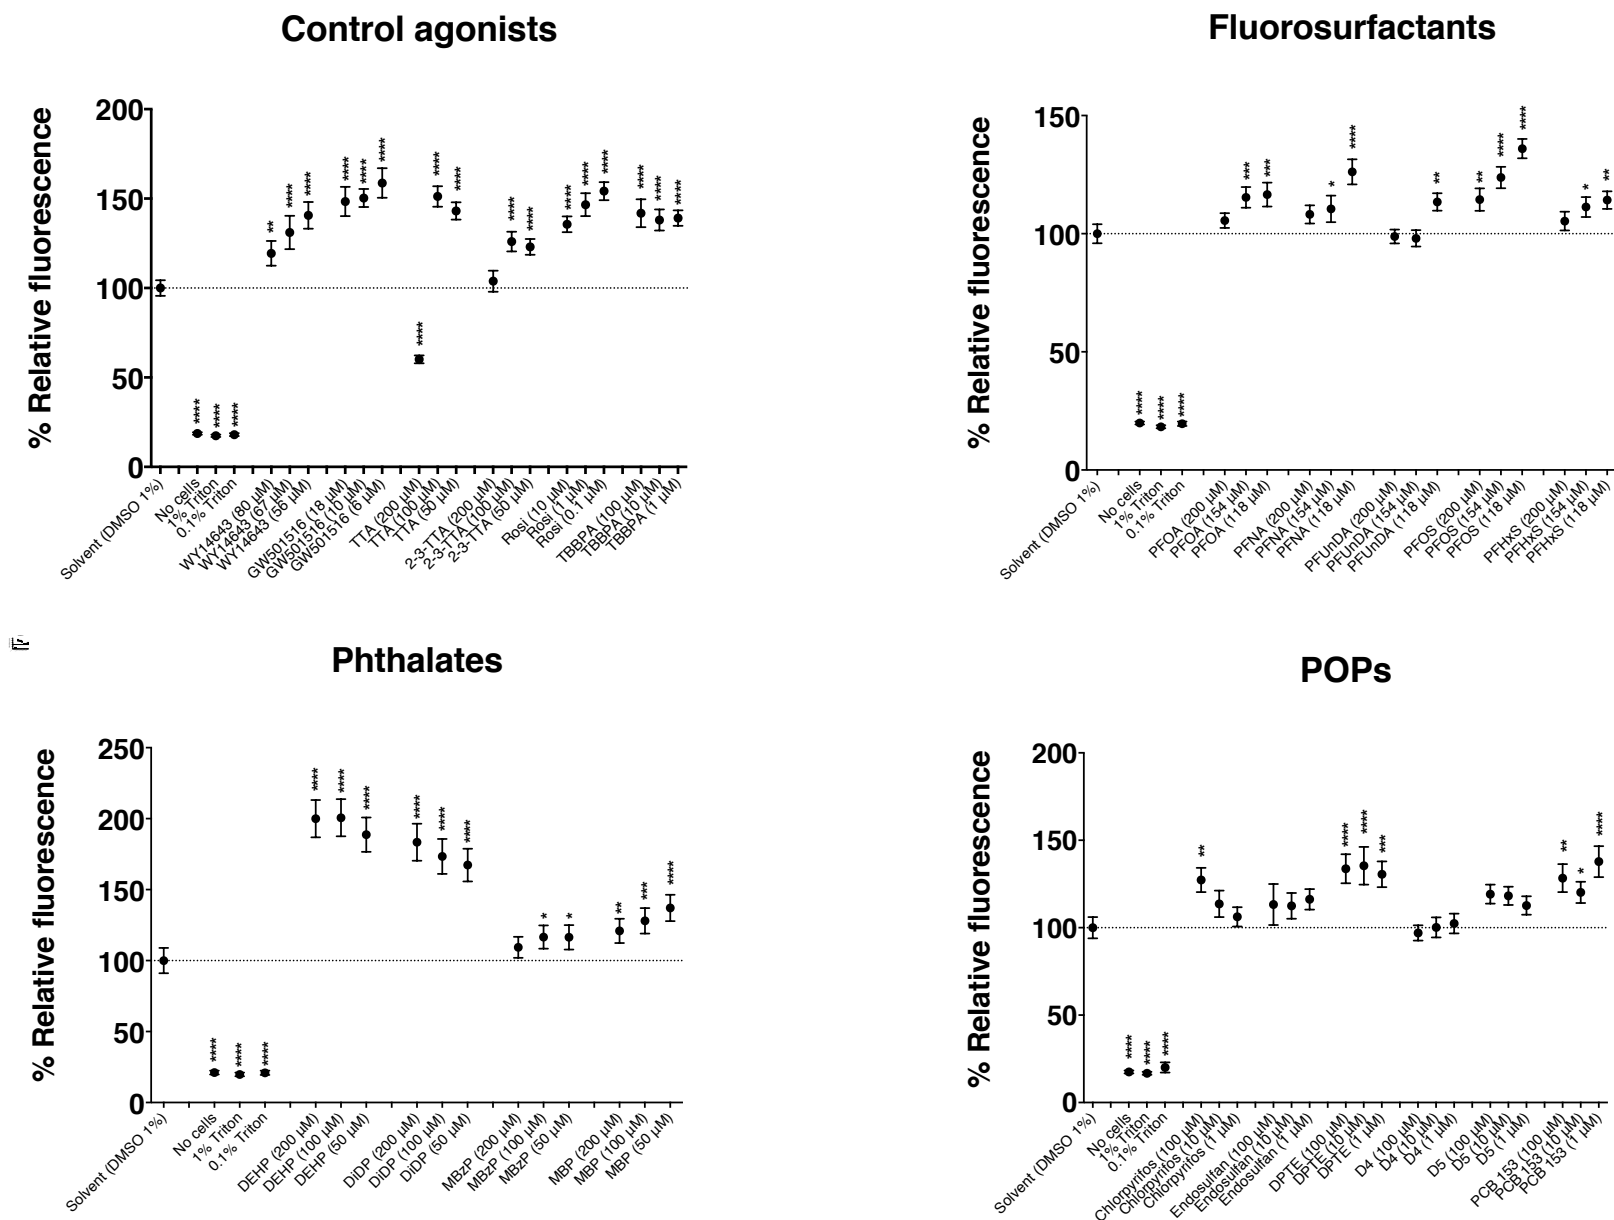 Control agonists
% Relative fluorescence
200
150
100
50
0
** **** **** **** **** **** **** **** **** **** **** **** **** **** **** **** ****
**** **** **** ****
Solvent (DMSO 1%)
No cells
1% Triton
0.1% Triton
WY14643 (80 µM)
WY14643 (67 µM)
WY14643 (56 µM)
GW501516 (18 µM)
GW501516 (10 µM)
GW501516 (6 µM)
TTA (200 µM)
TTA (100 µM)
TTA (50 µM)
2-3-TTA (200 µM)
2-3-TTA (100 µM)
2-3-TTA (50 µM)
Rosi (10 µM)
Rosi (1 µM)
Rosi (0.1 µM)
TBBPA (100 µM)
TBBPA (10 µM)
TBBPA (1 µM)
Fluorosurfactants
% Relative fluorescence
150
100
50
0
*** *** * **** ** ** **** **** * **
**** **** ****
Solvent (DMSO 1%)
No cells
1% Triton
0.1% Triton
PFOA (200 µM)
PFOA (154 µM)
PFOA (118 µM)
PFNA (200 µM)
PFNA (154 µM)
PFNA (118 µM)
PFUnDA (200 µM)
PFUnDA (154 µM)
PFUnDA (118 µM)
PFOS (200 µM)
PFOS (154 µM)
PFOS (118 µM)
PFHxS (200 µM)
PFHxS (154 µM)
PFHxS (118 µM)
Phthalates
% Relative fluorescence
250
200
150
100
50
0
**** **** **** **** **** **** * * ** *** ****
**** **** ****
Solvent (DMSO 1%)
No cells
1% Triton
0.1% Triton
DEHP (200 µM)
DEHP (100 µM)
DEHP (50 µM)
DiDP (200 µM)
DiDP (100 µM)
DiDP (50 µM)
MBzP (200 µM)
MBzP (100 µM)
MBzP (50 µM)
MBP (200 µM)
MBP (100 µM)
MBP (50 µM)
POPs
% Relative fluorescence
200
150
100
50
0
** **** **** *** ** * ****
**** **** ****
Solvent (DMSO 1%)
No cells
1% Triton
0.1% Triton
Chlorpyrifos (100 µM)
Chlorpyrifos (10 µM)
Chlorpyrifos (1 µM)
Endosulfan (100 µM)
Endosulfan (10 µM)
Endosulfan (1 µM)
DPTE (100 µM)
DPTE (10 µM)
DPTE (1 µM)
D4 (100 µM)
D4 (10 µM)
D4 (1 µM)
D5 (100 µM)
D5 (10 µM)
D5 (1 µM)
PCB 153 (100 µM)
PCB 153 (10 µM)
PCB 153 (1 µM)